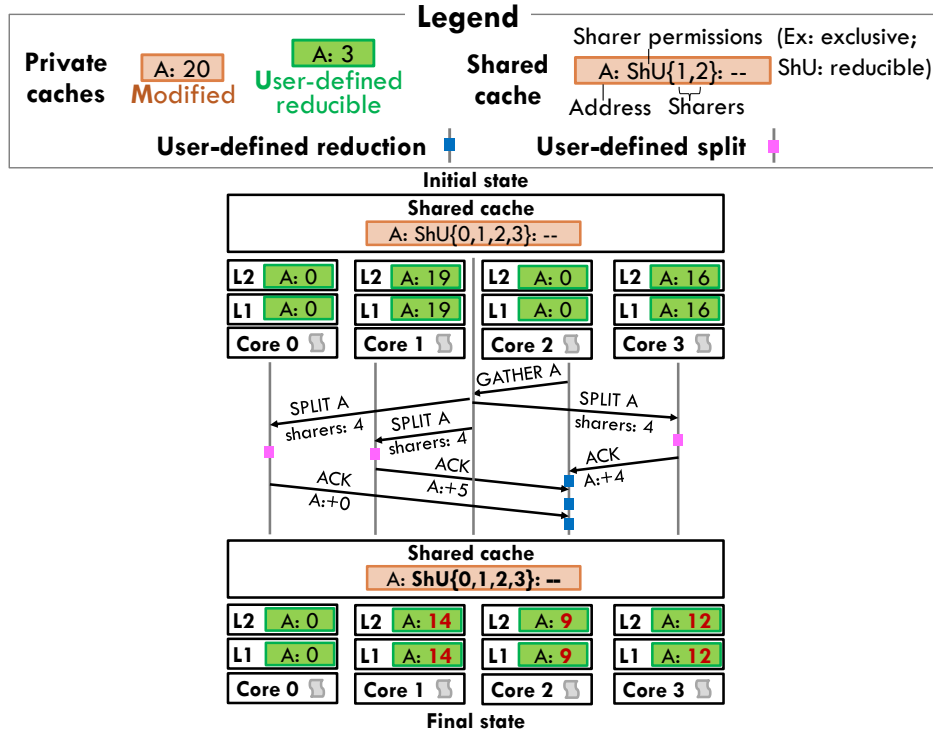 Legend
Private caches
A: 20
Modified
A: 3
User-defined reducible
Shared cache
Sharer permissions
(Ex: exclusive; ShU: reducible)
A: ShU{1,2}: --
Address
Sharers
User-defined reduction
User-defined split
Initial state
Shared cache
A: ShU{0,1,2,3}: --
L2 A: 0
L2 A: 19
L2 A: 0
L2 A: 16
L1 A: 0
L1 A: 19
L1 A: 0
L1 A: 16
Core 0
Core 1
Core 2
Core 3
GATHER A
SPLIT A
sharers: 4
SPLIT A
sharers: 4
SPLIT A
sharers: 4
ACK
A:+0
ACK
A:+5
ACK
A:+4
Shared cache
A: ShU{0,1,2,3}: --
L2 A: 0
L2 A: 14
L2 A: 9
L2 A: 12
L1 A: 0
L1 A: 14
L1 A: 9
L1 A: 12
Core 0
Core 1
Core 2
Core 3
Final state